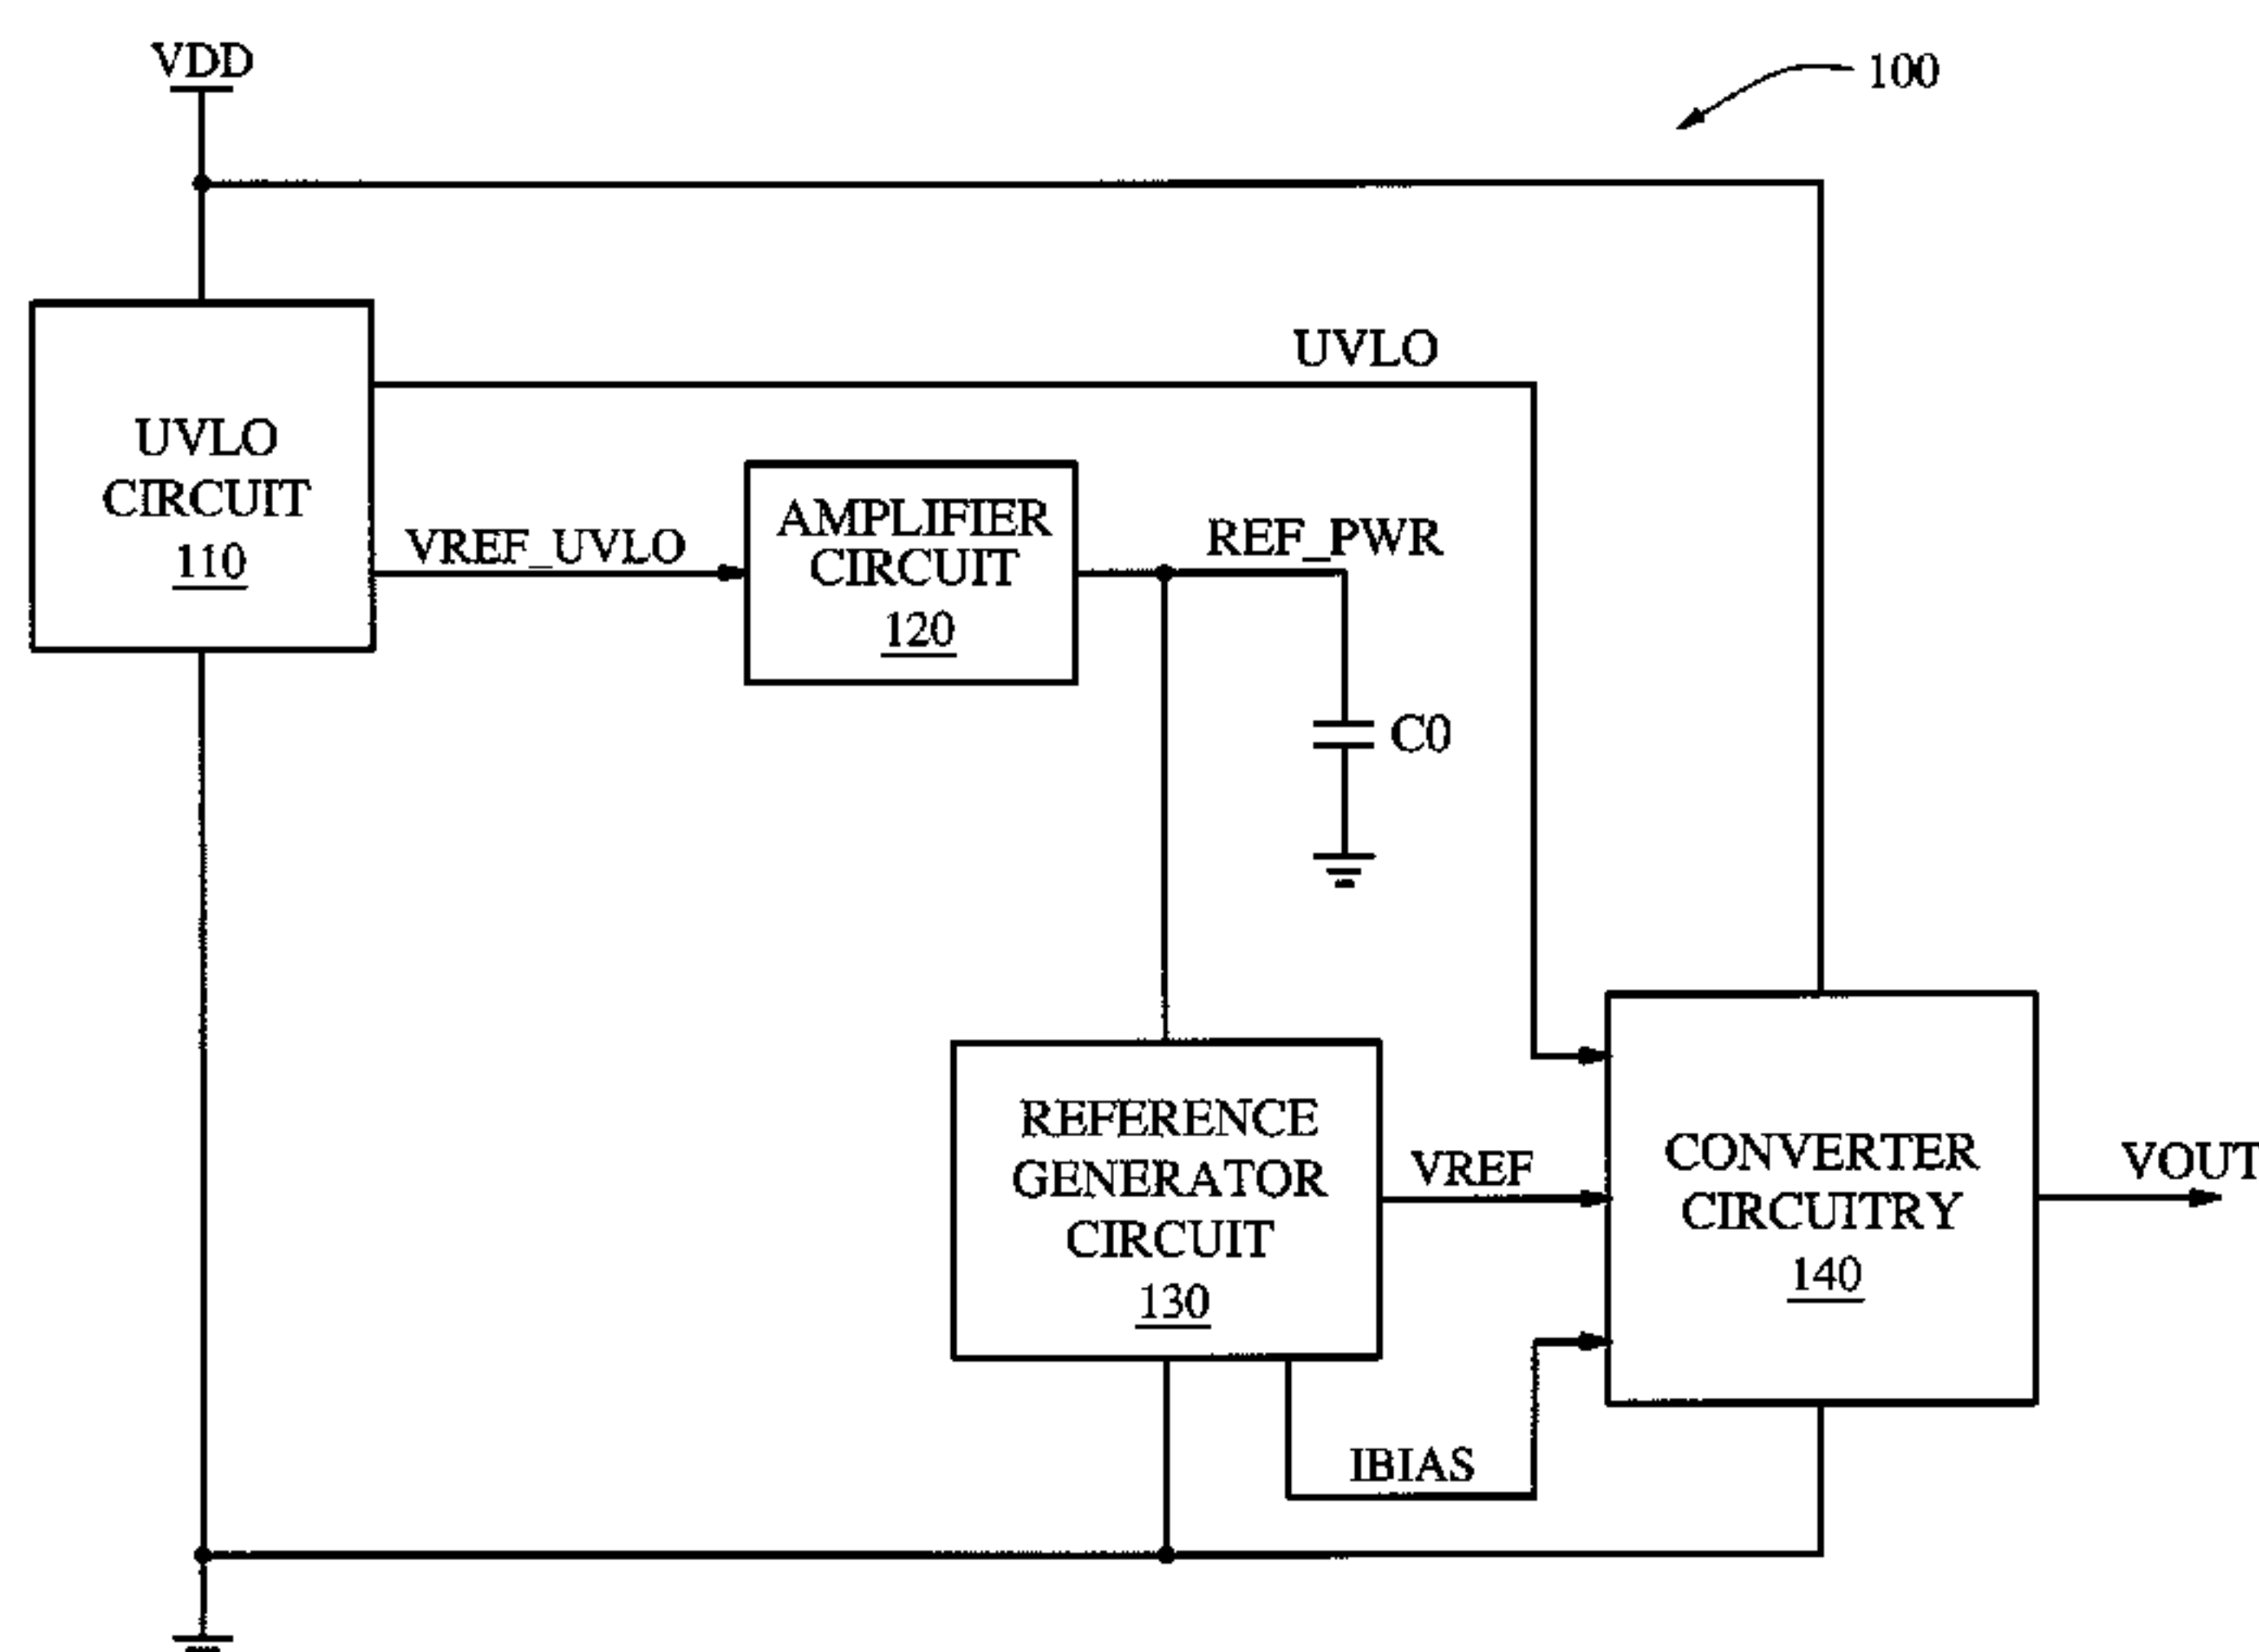 VDD
100
UVLO
UVLO
CIRCUIT
110
VREF_UVLO
AMPLIFIER
CIRCUIT
120
REF_PWR
C0
REFERENCE
GENERATOR
CIRCUIT
130
VREF
CONVERTER
CIRCUITRY
140
VOUT
IBIAS